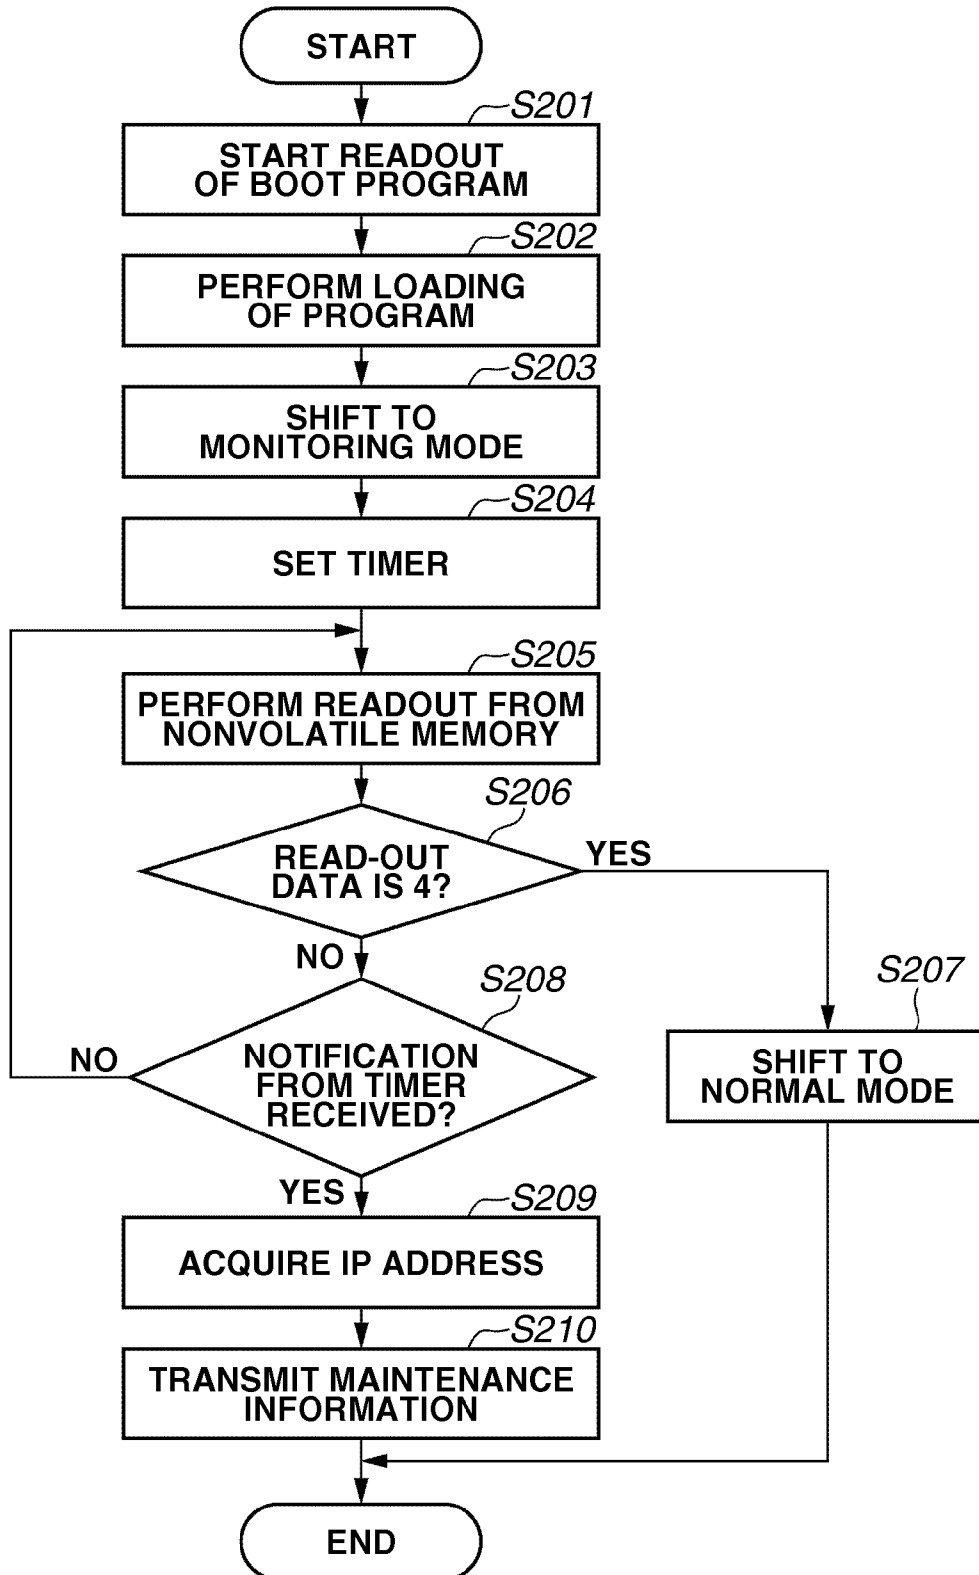 START
S201
START READOUT
OF BOOT PROGRAM
S202
PERFORM LOADING
OF PROGRAM
S203
SHIFT TO
MONITORING MODE
S204
SET TIMER
S205
PERFORM READOUT FROM
NONVOLATILE MEMORY
S206
READ-OUT
DATA IS 4?
YES
NO
S207
SHIFT TO
NORMAL MODE
S208
NOTIFICATION
FROM TIMER
RECEIVED?
NO
YES
S209
ACQUIRE IP ADDRESS
S210
TRANSMIT MAINTENANCE
INFORMATION
END